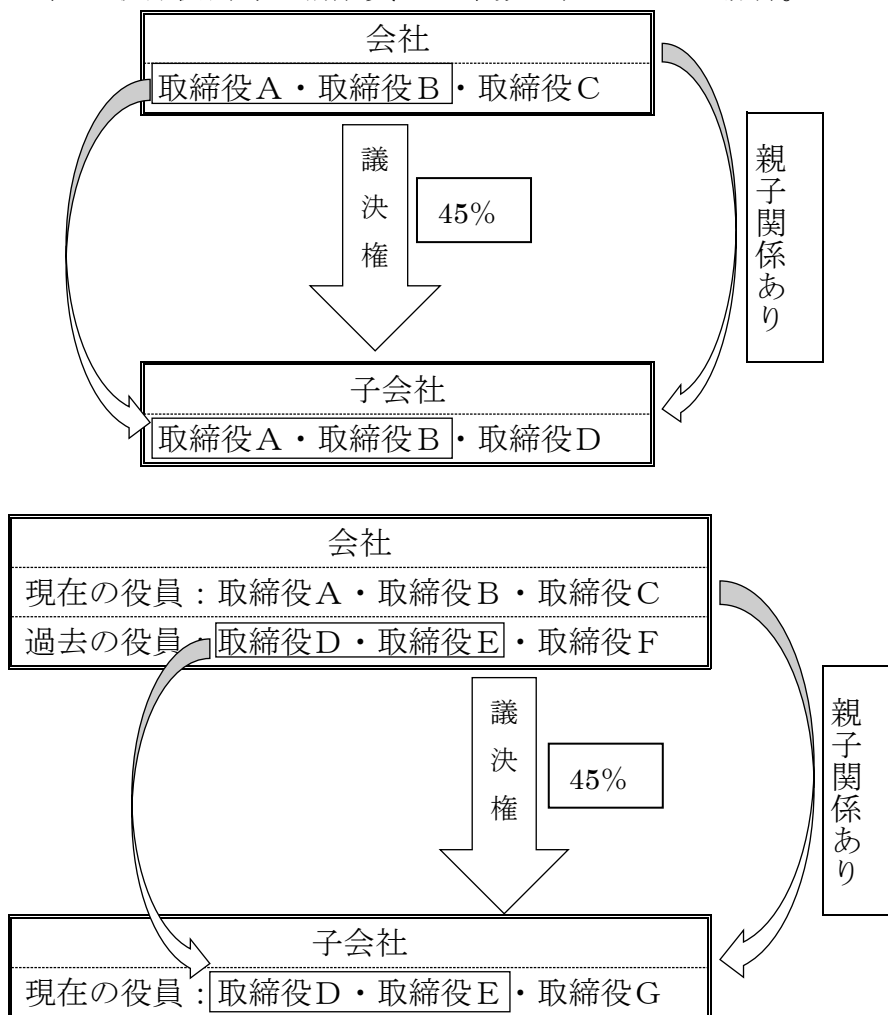 会社
取締役A・取締役B・取締役C
議決権
45%
親子関係あり
子会社
取締役A・取締役B・取締役D
会社
現在の役員：取締役A・取締役B・取締役C
過去の役員：取締役D・取締役E・取締役F
議決権
45%
親子関係あり
子会社
現在の役員：取締役D・取締役E・取締役G